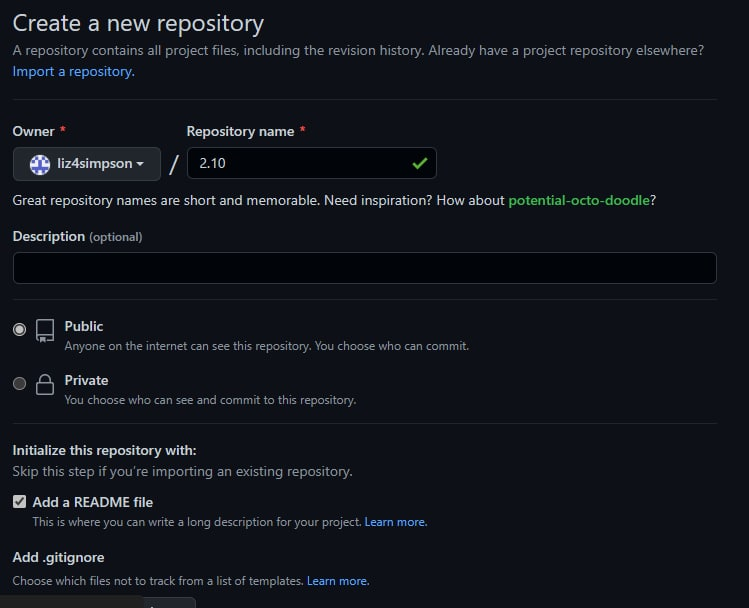 Create a new repository
A repository contains all project files, including the revision history. Already have a project repository elsewhere?
Import a repository.
Owner * Repository name *
liz4simpson / 2.10
Great repository names are short and memorable. Need inspiration? How about potential-octo-doodle?
Description (optional)
Public
Anyone on the internet can see this repository. You choose who can commit.
Private
You choose who can see and commit to this repository.
Initialize this repository with:
Skip this step if you're importing an existing repository.
Add a README file
This is where you can write a long description for your project. Learn more.
Add .gitignore
Choose which files not to track from a list of templates. Learn more.